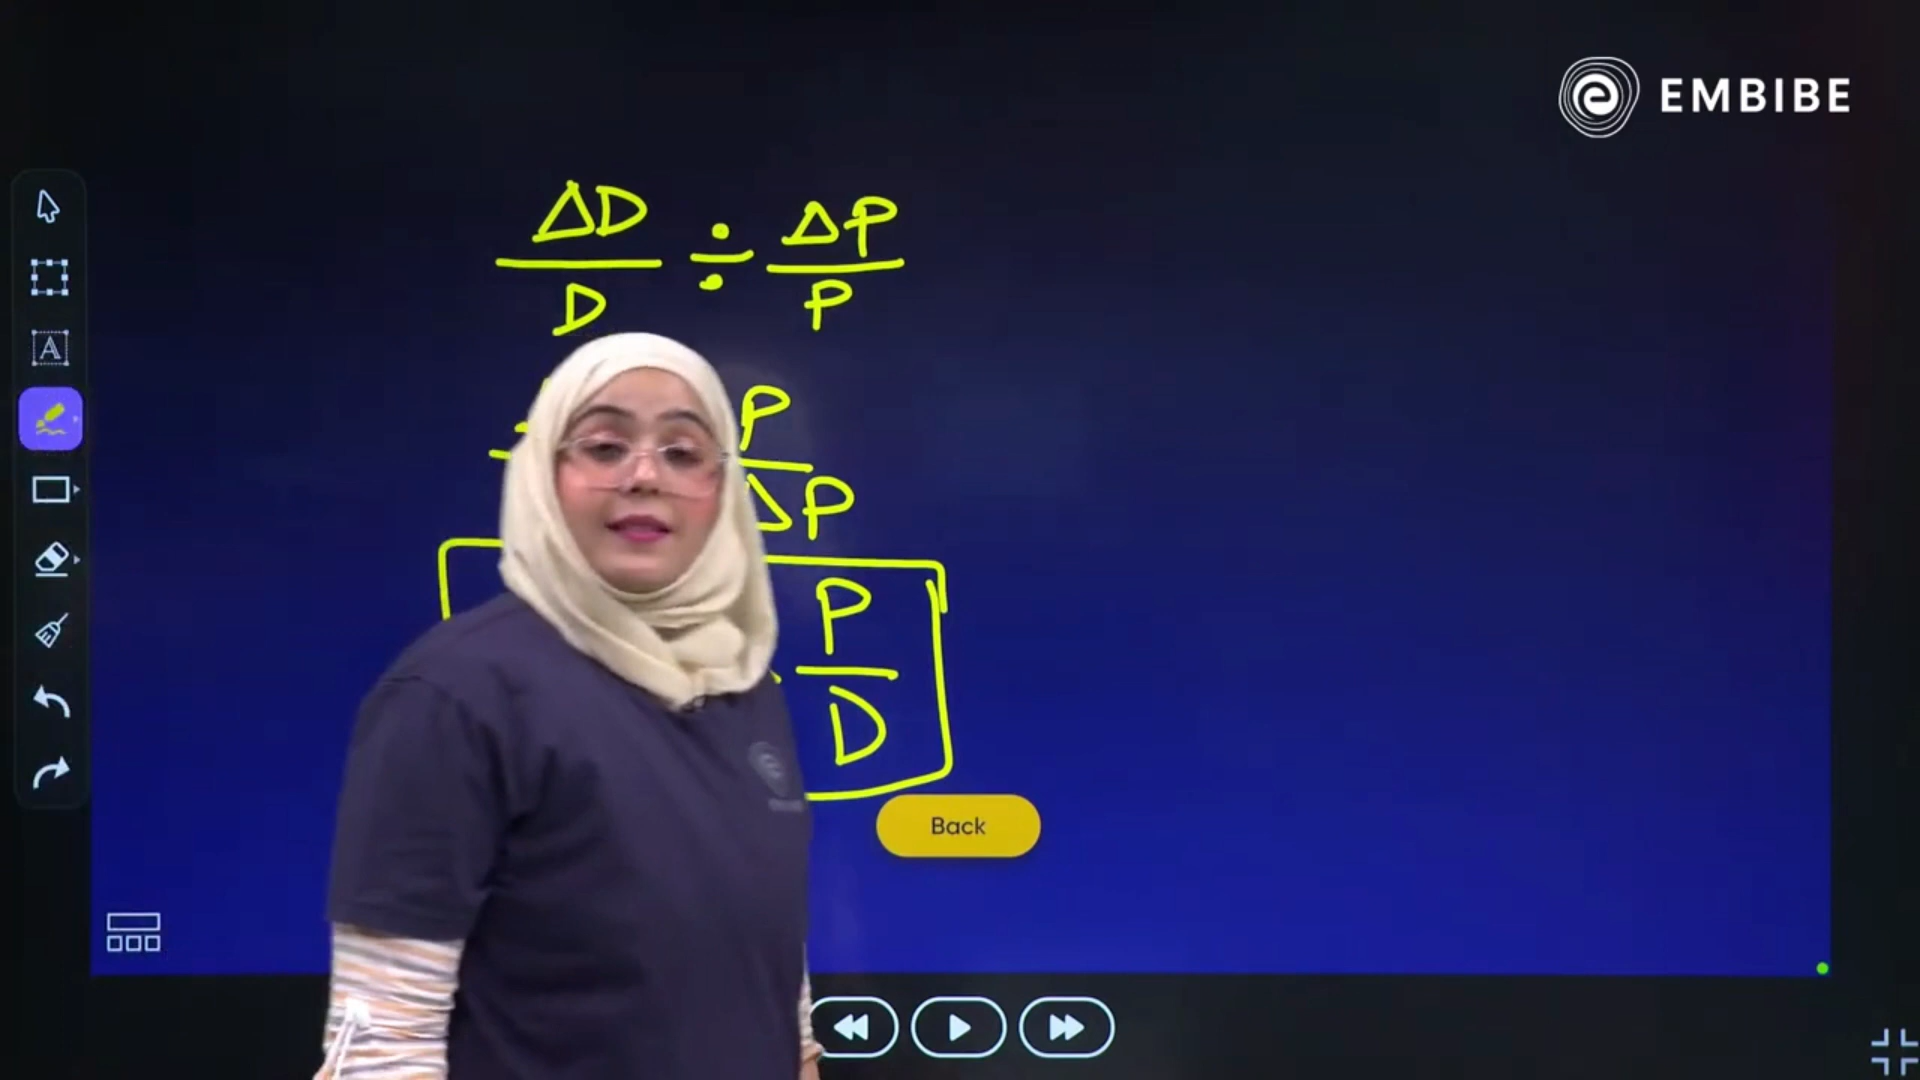 EMBIBE
ΔD ÷ ΔP
D P
P
ΔP
P
D
Back